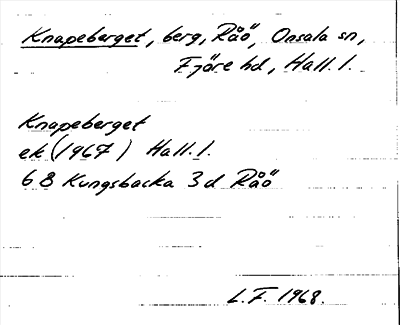 Knapeberget, berg, Råö, Onsala sn,
Fjäre hd, Hall. l.
Knapeberget
ek (1967) Hall. l.
6 B Kungsbacka 3 d Råö
L.F. 1968.